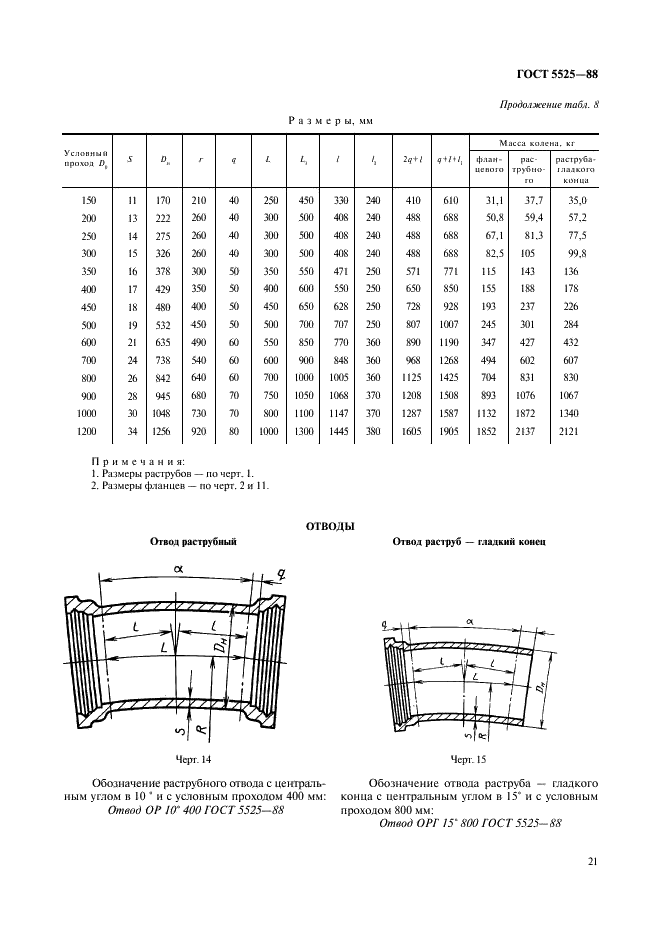 ГОСТ 5525—88
Продолжение табл. 8
Размеры, мм
Условный проход D₀ S Dн r q L L₁ l l₁ 2q+l q+l+l₁ Масса колена, кг
фланцевого раструбного раструба-гладкого конца
150 11 170 210 40 250 450 330 240 410 610 31,1 37,7 35,0
200 13 222 260 40 300 500 408 240 488 688 50,8 59,4 57,2
250 14 275 260 40 300 500 408 240 488 688 67,1 81,3 77,5
300 15 326 260 40 300 500 408 240 488 688 82,5 105 99,8
350 16 378 300 50 350 550 471 250 571 771 115 143 136
400 17 429 350 50 400 600 550 250 650 850 155 188 178
450 18 480 400 50 450 650 628 250 728 928 193 237 226
500 19 532 450 50 500 700 707 250 807 1007 245 301 284
600 21 635 490 60 550 850 770 360 890 1190 347 427 432
700 24 738 540 60 600 900 848 360 968 1268 494 602 607
800 26 842 640 60 700 1000 1005 360 1125 1425 704 831 830
900 28 945 680 70 750 1050 1068 370 1208 1508 893 1076 1067
1000 30 1048 730 70 800 1100 1147 370 1287 1587 1132 1872 1340
1200 34 1256 920 80 1000 1300 1445 380 1605 1905 1852 2137 2121
Примечания:
1. Размеры раструбов — по черт. 1.
2. Размеры фланцев — по черт. 2 и 11.
ОТВОДЫ
Отвод раструбный
α q
l l
L
Dн
S R
Черт. 14
Обозначение раструбного отвода с централь-
ным углом в 10 ° и с условным проходом 400 мм:
Отвод ОР 10° 400 ГОСТ 5525—88
Отвод раструб — гладкий конец
q α
l l
L
Dн
S R
Черт. 15
Обозначение отвода раструба — гладкого
конца с центральным углом в 15° и с условным
проходом 800 мм:
Отвод ОРГ 15° 800 ГОСТ 5525—88
21